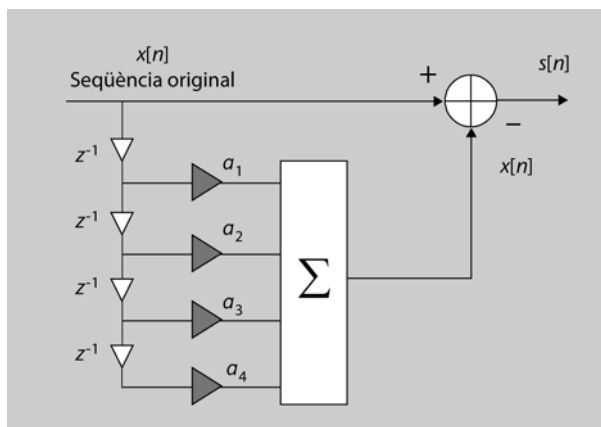 x[n]
Seqüència original
+
s[n]
−
x[n]
z⁻¹
a₁
z⁻¹
a₂
z⁻¹
a₃
z⁻¹
a₄
Σ